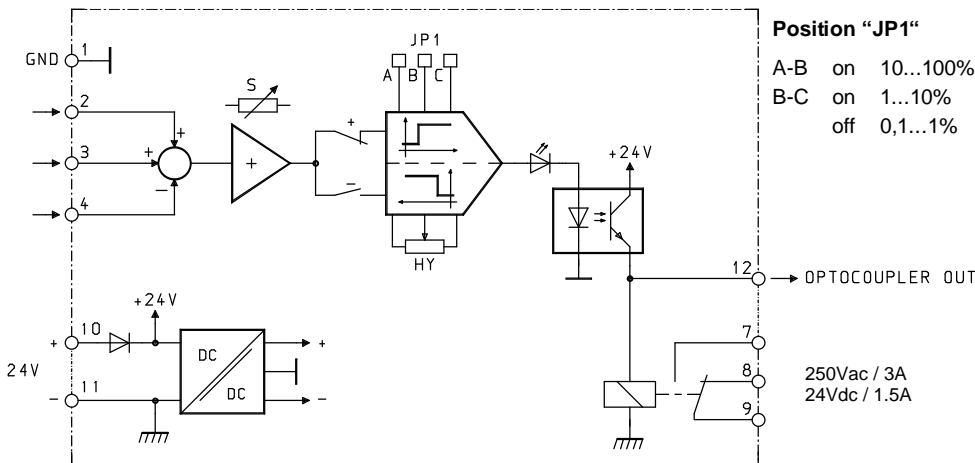 Position “JP1“
A-B on 10...100%
B-C on 1...10%
off 0,1...1%
JP1
A B C
GND 1
S
2
+
3
+
+
+
−
−
4
HY
+24V
12
OPTOCOUPLER OUT
+24V
+ 10
DC
+
24V
DC
− 11
−
7
8
9
250Vac / 3A
24Vdc / 1.5A